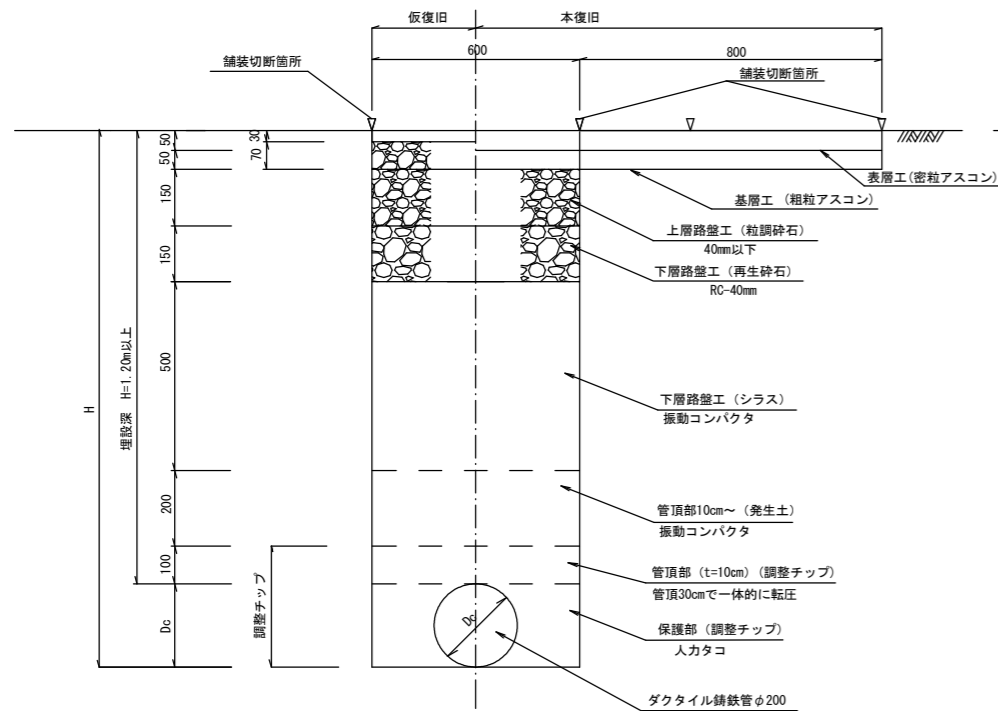 仮復旧
本復旧
600
800
舗装切断箇所
舗装切断箇所
50
30
50
70
表層工(密粒アスコン)
基層工 (粗粒アスコン)
150
上層路盤工 (粒調砕石)
40mm以下
150
下層路盤工 (再生砕石)
RC-40mm
H
埋設深 H=1.20m以上
500
下層路盤工 (シラス)
振動コンパクタ
200
管頂部10cm~ (発生土)
振動コンパクタ
100
管頂部 (t=10cm) (調整チップ)
管頂30cmで一体的に転圧
調整チップ
Dc
Dc
保護部 (調整チップ)
人力タコ
ダクタイル鋳鉄管φ200